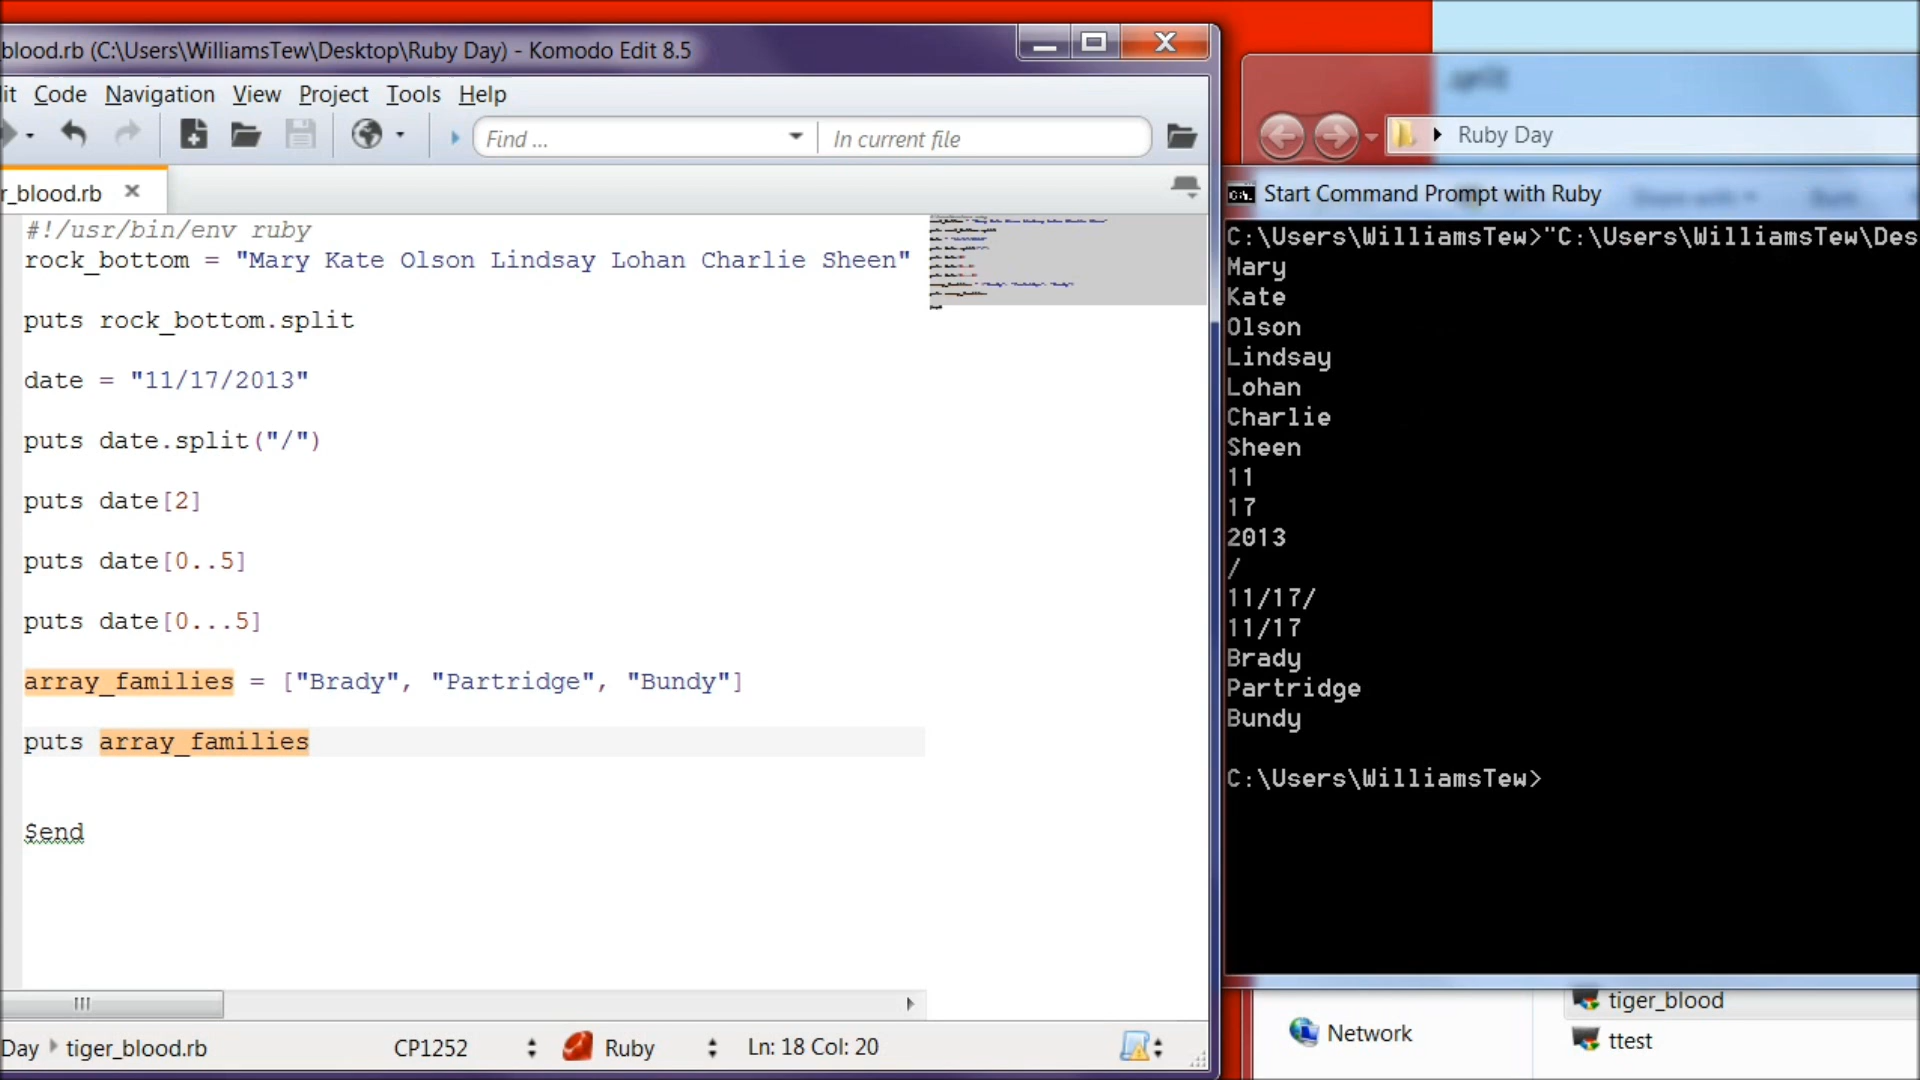 blood.rb (C:\Users\WilliamsTew\Desktop\Ruby Day) - Komodo Edit 8.5
it Code Navigation View Project Tools Help
Find ... In current file
r_blood.rb
#!/usr/bin/env ruby
rock_bottom = "Mary Kate Olson Lindsay Lohan Charlie Sheen"
puts rock_bottom.split
date = "11/17/2013"
puts date.split("/")
puts date[2]
puts date[0..5]
puts date[0...5]
array_families = ["Brady", "Partridge", "Bundy"]
puts array_families
$end
Day tiger_blood.rb CP1252 Ruby Ln: 18 Col: 20
.split
Ruby Day
Start Command Prompt with Ruby
C:\Users\WilliamsTew>"C:\Users\WilliamsTew\Des
Mary
Kate
Olson
Lindsay
Lohan
Charlie
Sheen
11
17
2013
/
11/17/
11/17
Brady
Partridge
Bundy
C:\Users\WilliamsTew>
tiger_blood
Network
ttest